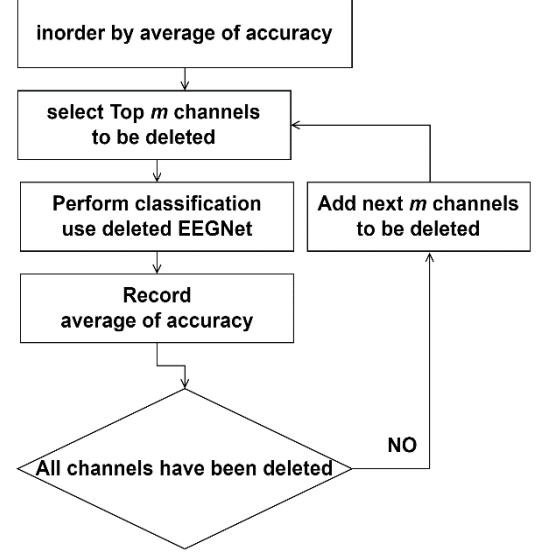 inorder by average of accuracy
select Top m channels
to be deleted
Perform classification
use deleted EEGNet
Add next m channels
to be deleted
Record
average of accuracy
NO
All channels have been deleted